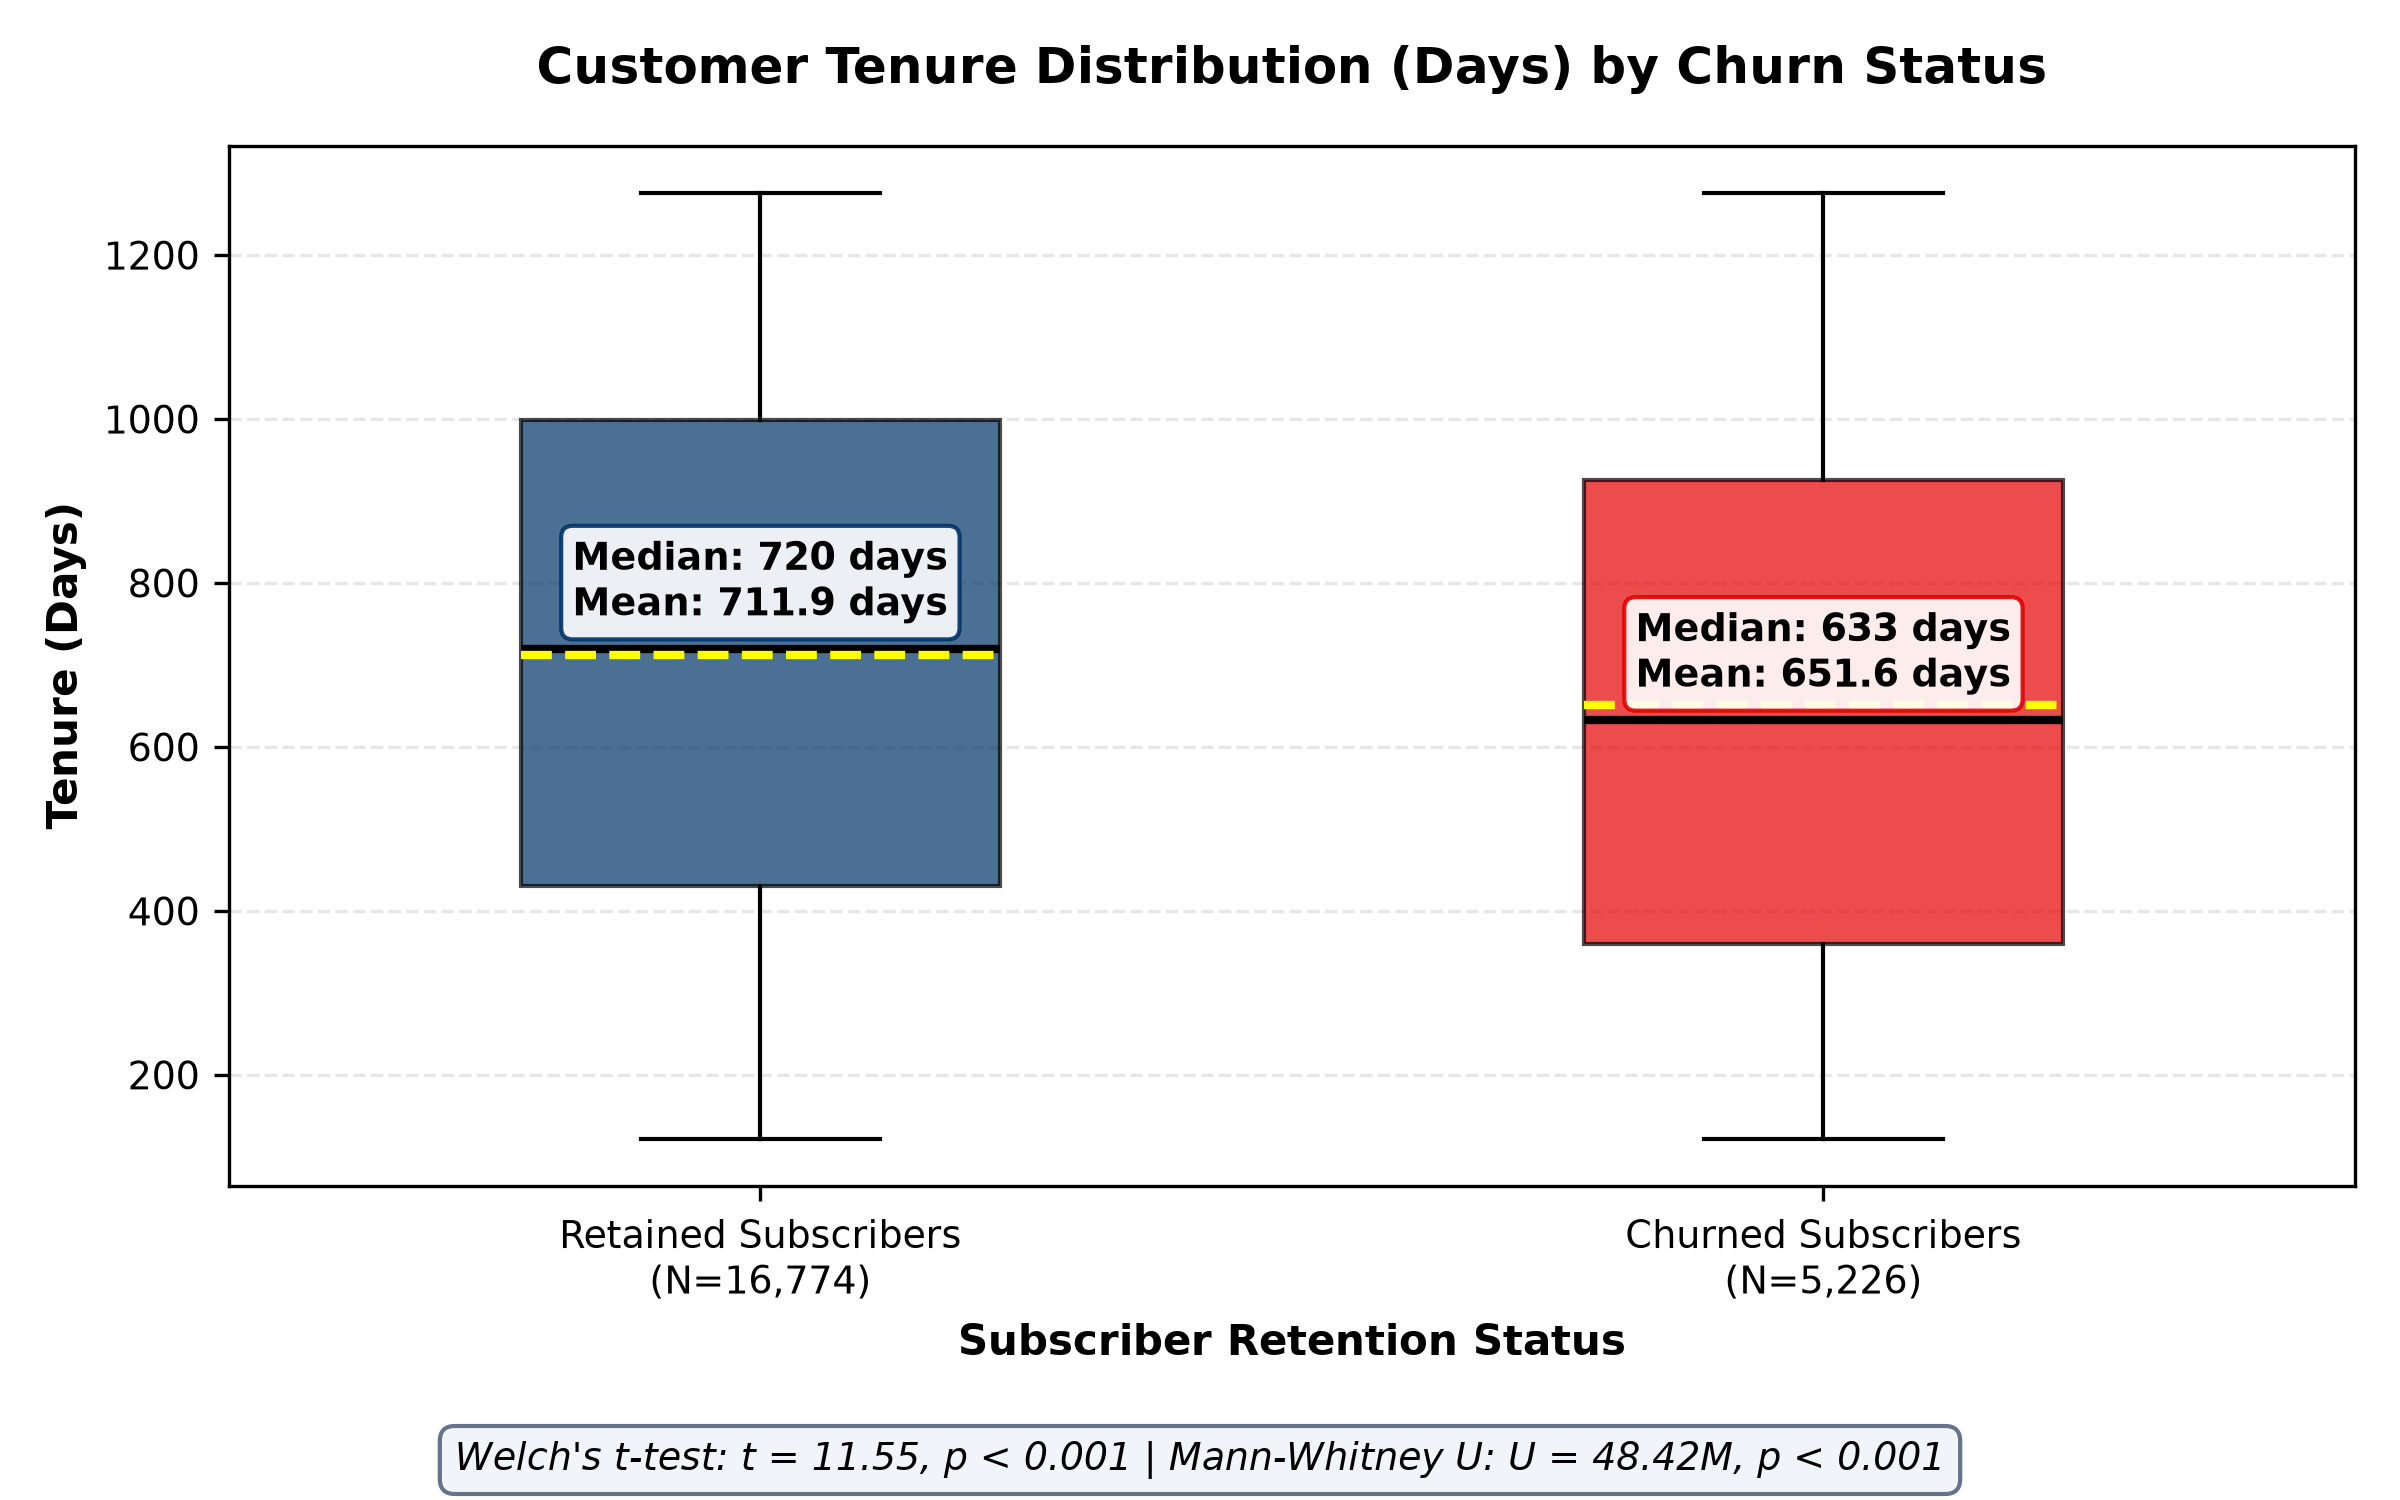 Customer Tenure Distribution (Days) by Churn Status
Tenure (Days)
1200
1000
800
600
400
200
Median: 720 days
Mean: 711.9 days
Median: 633 days
Mean: 651.6 days
Retained Subscribers
(N=16,774)
Churned Subscribers
(N=5,226)
Subscriber Retention Status
Welch's t-test: t = 11.55, p < 0.001 | Mann-Whitney U: U = 48.42M, p < 0.001